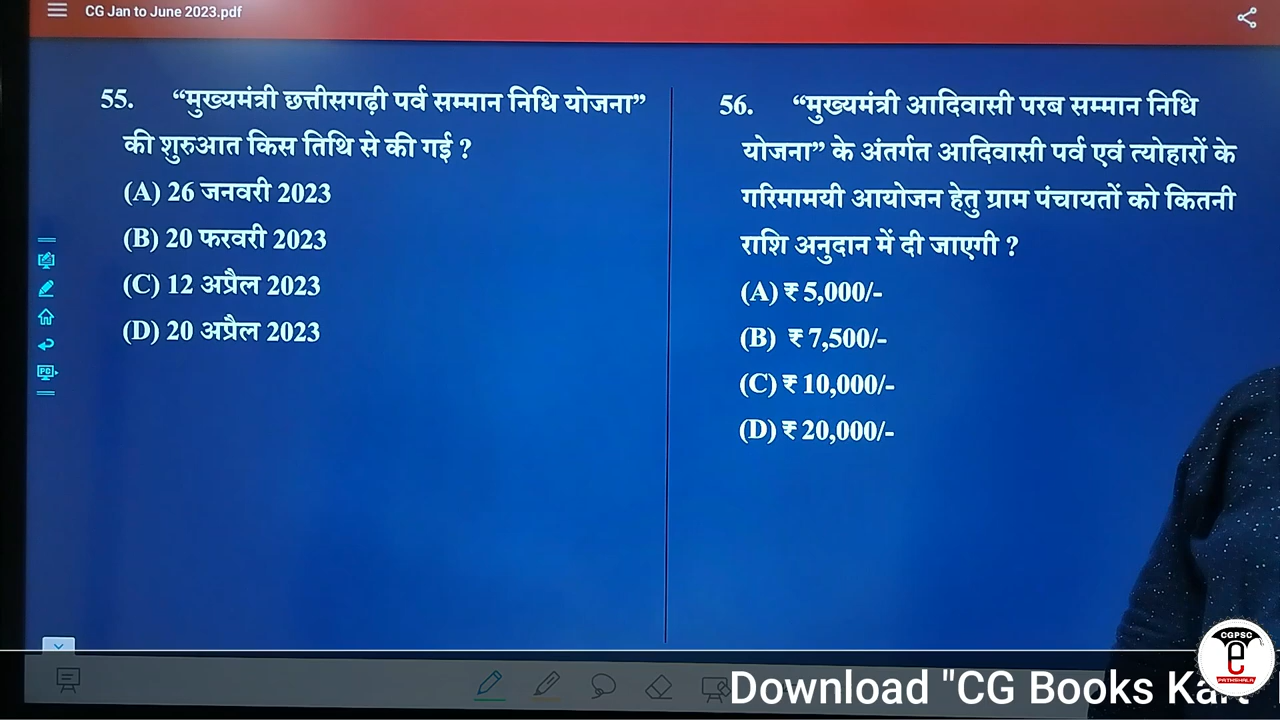 CG Jan to June 2023.pdf
55. “मुख्यमंत्री छत्तीसगढ़ी पर्व सम्मान निधि योजना”
की शुरुआत किस तिथि से की गई ?
(A) 26 जनवरी 2023
(B) 20 फरवरी 2023
(C) 12 अप्रैल 2023
(D) 20 अप्रैल 2023
56. “मुख्यमंत्री आदिवासी परब सम्मान निधि
योजना” के अंतर्गत आदिवासी पर्व एवं त्योहारों के
गरिमामयी आयोजन हेतु ग्राम पंचायतों को कितनी
राशि अनुदान में दी जाएगी ?
(A) ₹ 5,000/-
(B) ₹ 7,500/-
(C) ₹ 10,000/-
(D) ₹ 20,000/-
PC
Download "CG Books Kart"
CGPSC
e
PATHSHALA